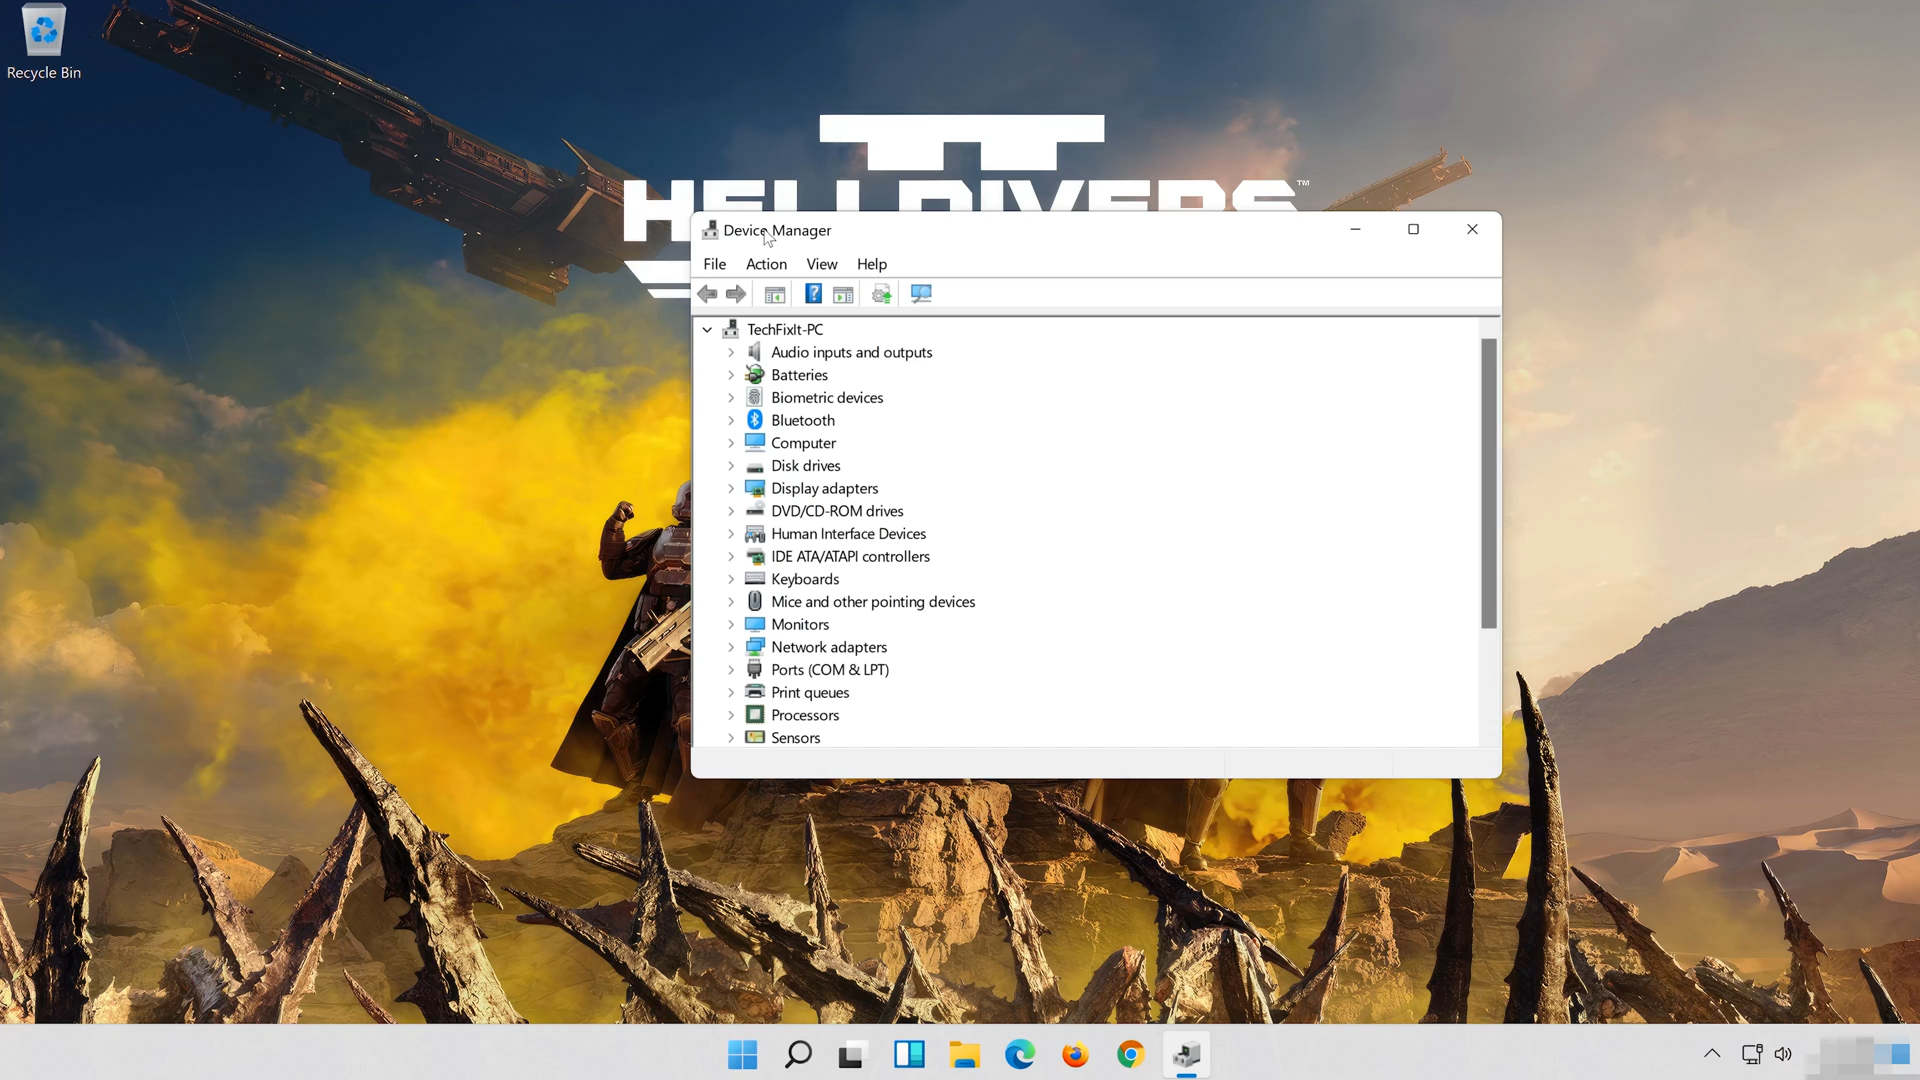 Recycle Bin
HELLDIVERS™
Device Manager
File Action View Help
TechFixIt-PC
Audio inputs and outputs
Batteries
Biometric devices
Bluetooth
Computer
Disk drives
Display adapters
DVD/CD-ROM drives
Human Interface Devices
IDE ATA/ATAPI controllers
Keyboards
Mice and other pointing devices
Monitors
Network adapters
Ports (COM & LPT)
Print queues
Processors
Sensors